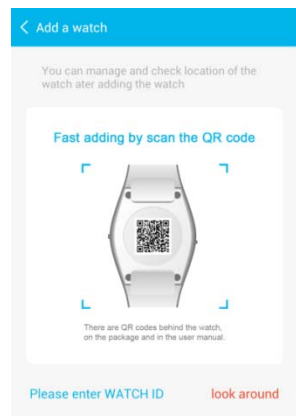 Add a watch
You can manage and check location of the
watch ater adding the watch
Fast adding by scan the QR code
There are QR codes behind the watch,
on the package and in the user manual.
Please enter WATCH ID
look around